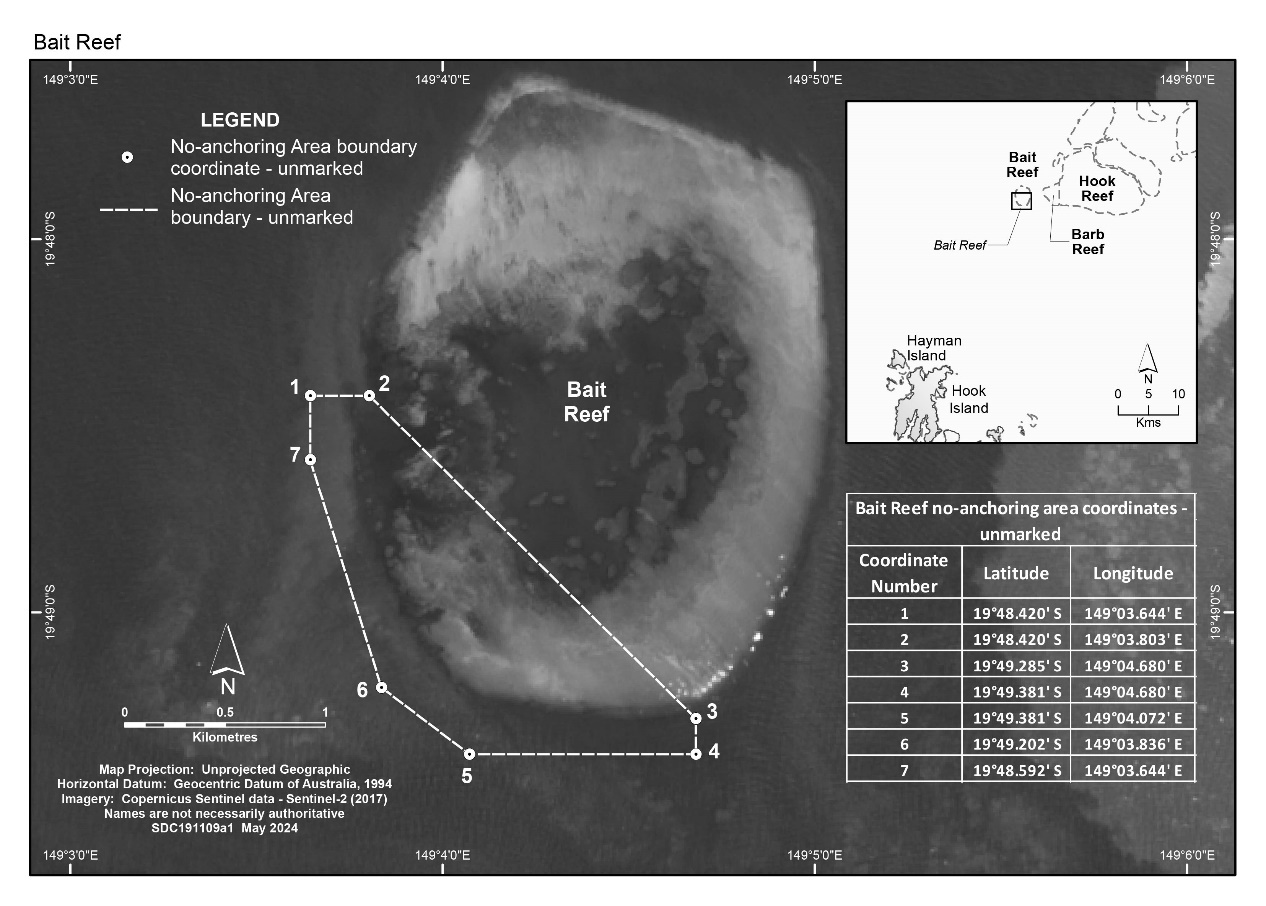 Bait Reef
149°3'0"E
149°4'0"E
149°5'0"E
149°6'0"E
LEGEND
No-anchoring Area boundary
coordinate - unmarked
No-anchoring Area
boundary - unmarked
19°48'0"S
19°48'0"S
Bait
Reef
Hook
Reef
Bait Reef
Barb
Reef
Hayman
Island
Hook
Island
N
0 5 10
Kms
1
2
Bait
Reef
7
Bait Reef no-anchoring area coordinates -
unmarked
Coordinate
Number
Latitude
Longitude
1 19°48.420' S 149°03.644' E
2 19°48.420' S 149°03.803' E
3 19°49.285' S 149°04.680' E
4 19°49.381' S 149°04.680' E
5 19°49.381' S 149°04.072' E
6 19°49.202' S 149°03.836' E
7 19°48.592' S 149°03.644' E
19°49'0"S
19°49'0"S
N
6
3
4
5
0 0.5 1
Kilometres
Map Projection: Unprojected Geographic
Horizontal Datum: Geocentric Datum of Australia, 1994
Imagery: Copernicus Sentinel data - Sentinel-2 (2017)
Names are not necessarily authoritative
SDC191109a1 May 2024
149°3'0"E
149°4'0"E
149°5'0"E
149°6'0"E